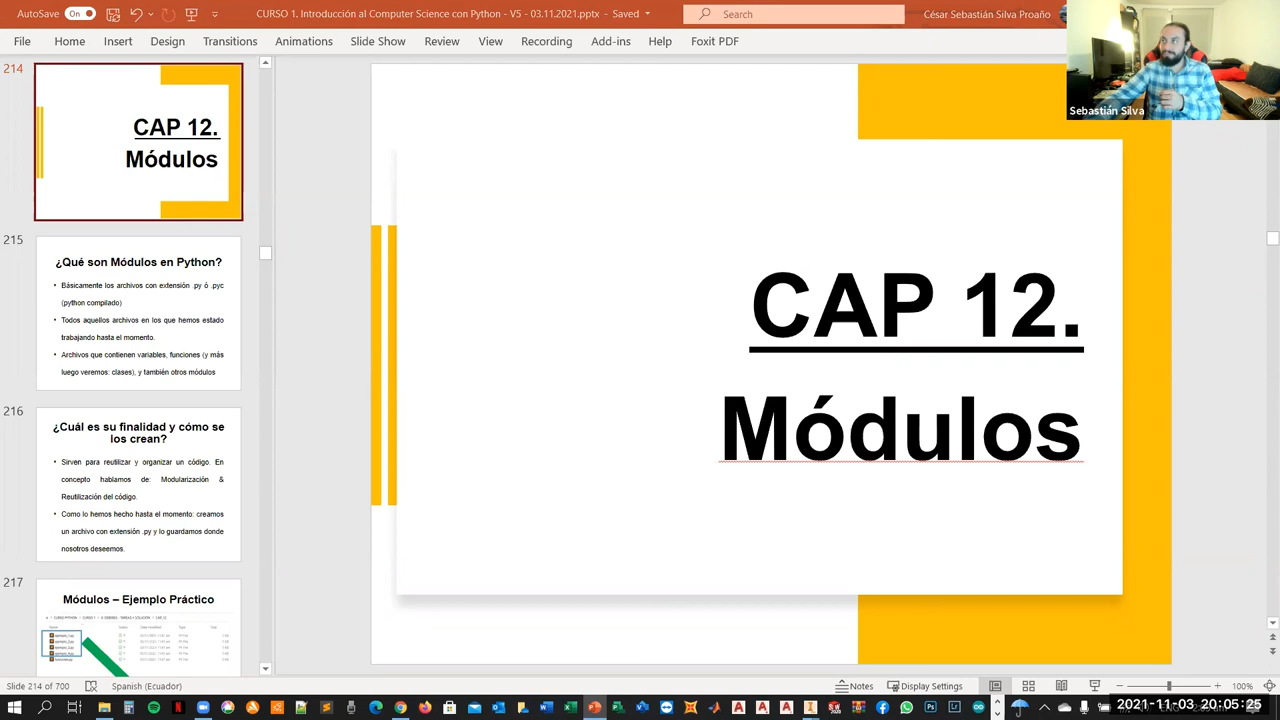 AutoSave On CURSO 1. Introducción al Computer Science con Python - V5 - 03.11.2021.pptx - Saved Search César Sebastián Silva Proaño
File Home Insert Design Transitions Animations Slide Show Review View Recording Add-ins Help Foxit PDF
Sebastián Silva
214
CAP 12.
Módulos
215
¿Qué son Módulos en Python?
• Básicamente los archivos con extensión .py ó .pyc
(python compilado)
• Todos aquellos archivos en los que hemos estado
trabajando hasta el momento.
• Archivos que contienen variables, funciones (y más
luego veremos: clases), y también otros módulos
216
¿Cuál es su finalidad y cómo se
los crean?
• Sirven para reutilizar y organizar un código. En
concepto hablamos de: Modularización &
Reutilización del código.
• Como lo hemos hecho hasta el momento: creamos
un archivo con extensión .py y lo guardamos donde
nosotros deseemos.
217
Módulos – Ejemplo Práctico
CAP 12.
Módulos
Slide 214 of 700 Spanish (Ecuador) Notes Display Settings 100%
2021-11-03 20:05:25